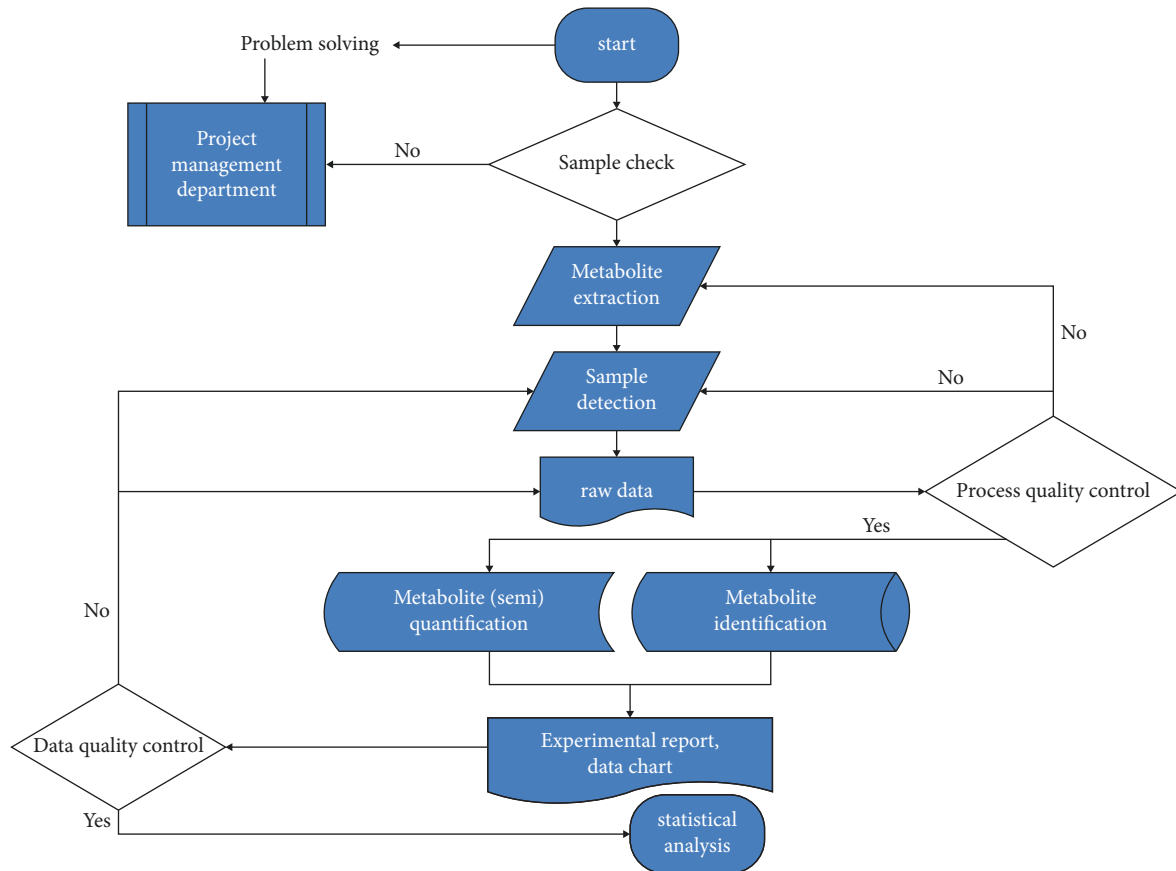 Problem solving
start
Project
management
department
No
Sample check
Metabolite
extraction
No
Sample
detection
No
raw data
Process quality control
Yes
Metabolite (semi)
quantification
Metabolite
identification
No
Data quality control
Experimental report,
data chart
Yes
statistical
analysis